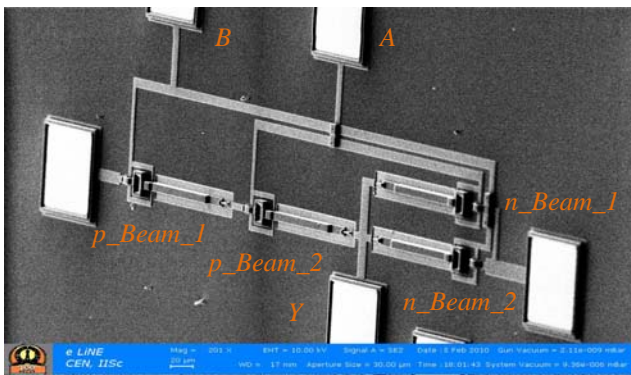 B
A
n_Beam_1
p_Beam_1
p_Beam_2
n_Beam_2
Y
e LiNE
CEN, IISc
Mag = 201 X
20 µm
EHT = 10.00 kV
Signal A = SE2
Date :5 Feb 2010
Gun Vacuum = 2.11e-009 mBar
WD = 17 mm
Aperture Size = 30.00 µm
Time :18:01:43
System Vacuum = 9.38e-006 mBar